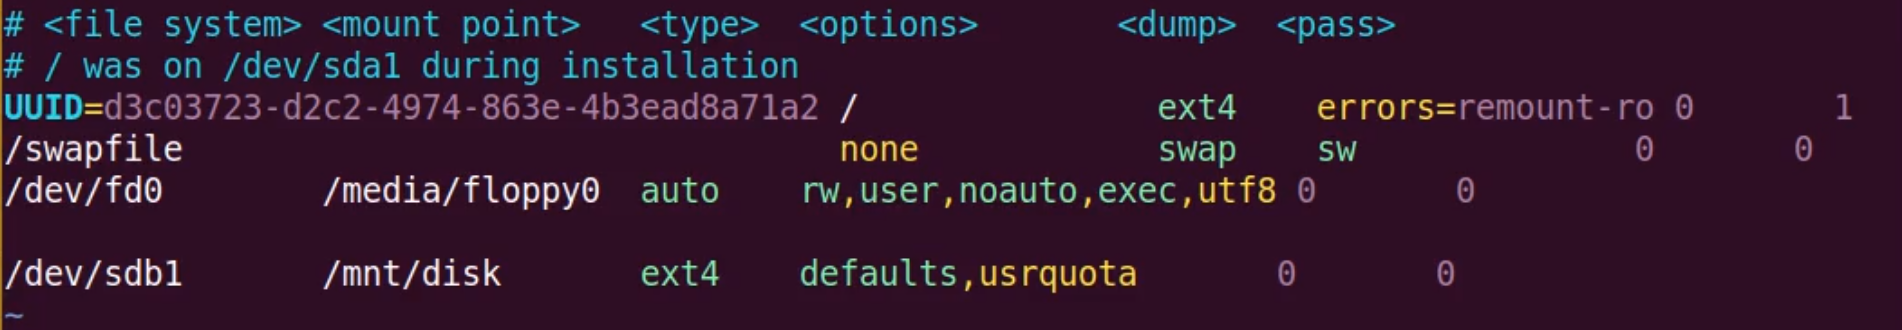 # <file system> <mount point>   <type>  <options>       <dump>  <pass>
# / was on /dev/sda1 during installation
UUID=d3c03723-d2c2-4974-863e-4b3ead8a71a2 /               ext4    errors=remount-ro 0       1
/swapfile                                 none            swap    sw              0       0
/dev/fd0        /media/floppy0  auto    rw,user,noauto,exec,utf8 0       0
/dev/sdb1       /mnt/disk       ext4    defaults,usrquota       0       0
~